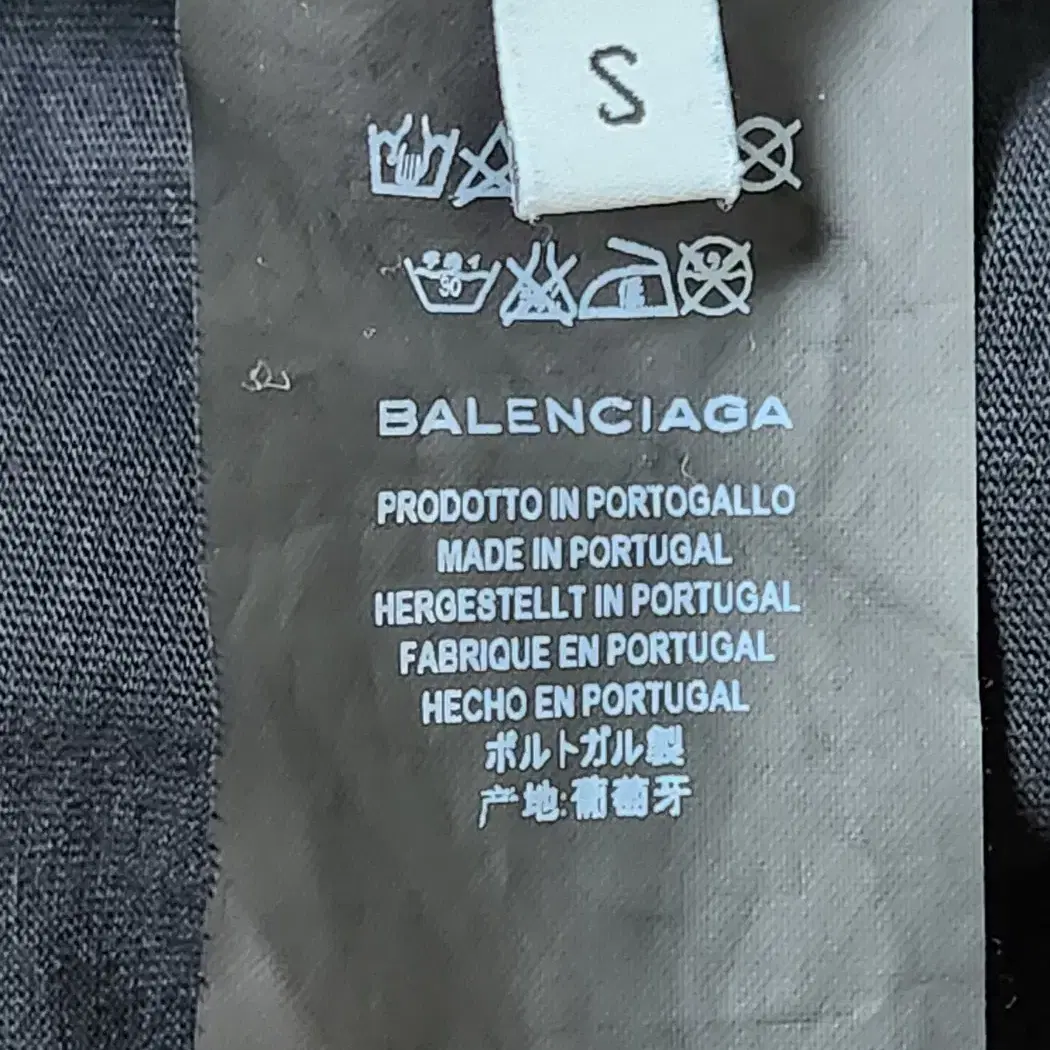 S
30
BALENCIAGA
PRODOTTO IN PORTOGALLO
MADE IN PORTUGAL
HERGESTELLT IN PORTUGAL
FABRIQUE EN PORTUGAL
HECHO EN PORTUGAL
ポルトガル製
产地:葡萄牙